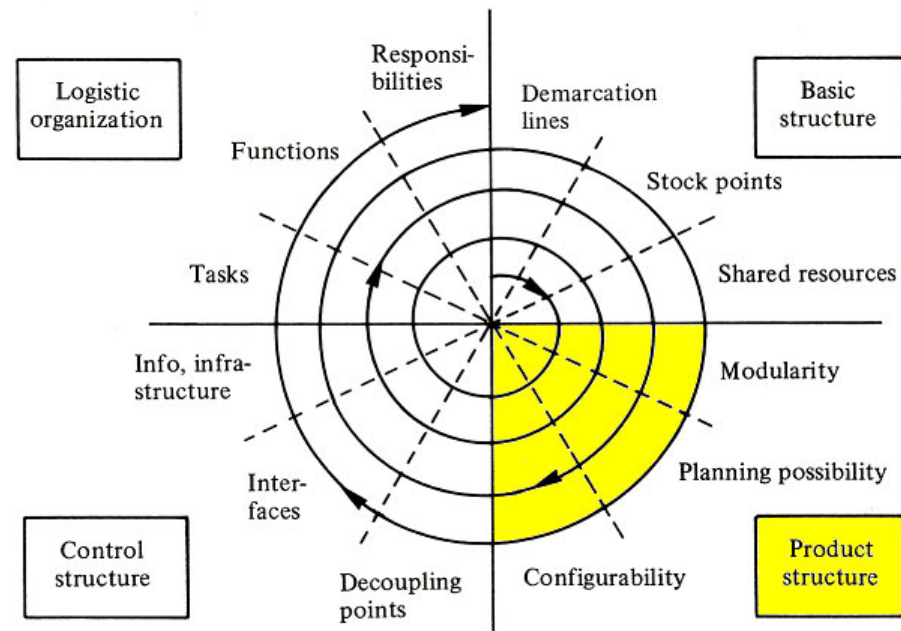 Responsi-
bilities
Logistic
organization
Demarcation
lines
Basic
structure
Functions
Stock points
Tasks
Shared resources
Info, infra-
structure
Modularity
Planning possibility
Inter-
faces
Control
structure
Decoupling
points
Configurability
Product
structure